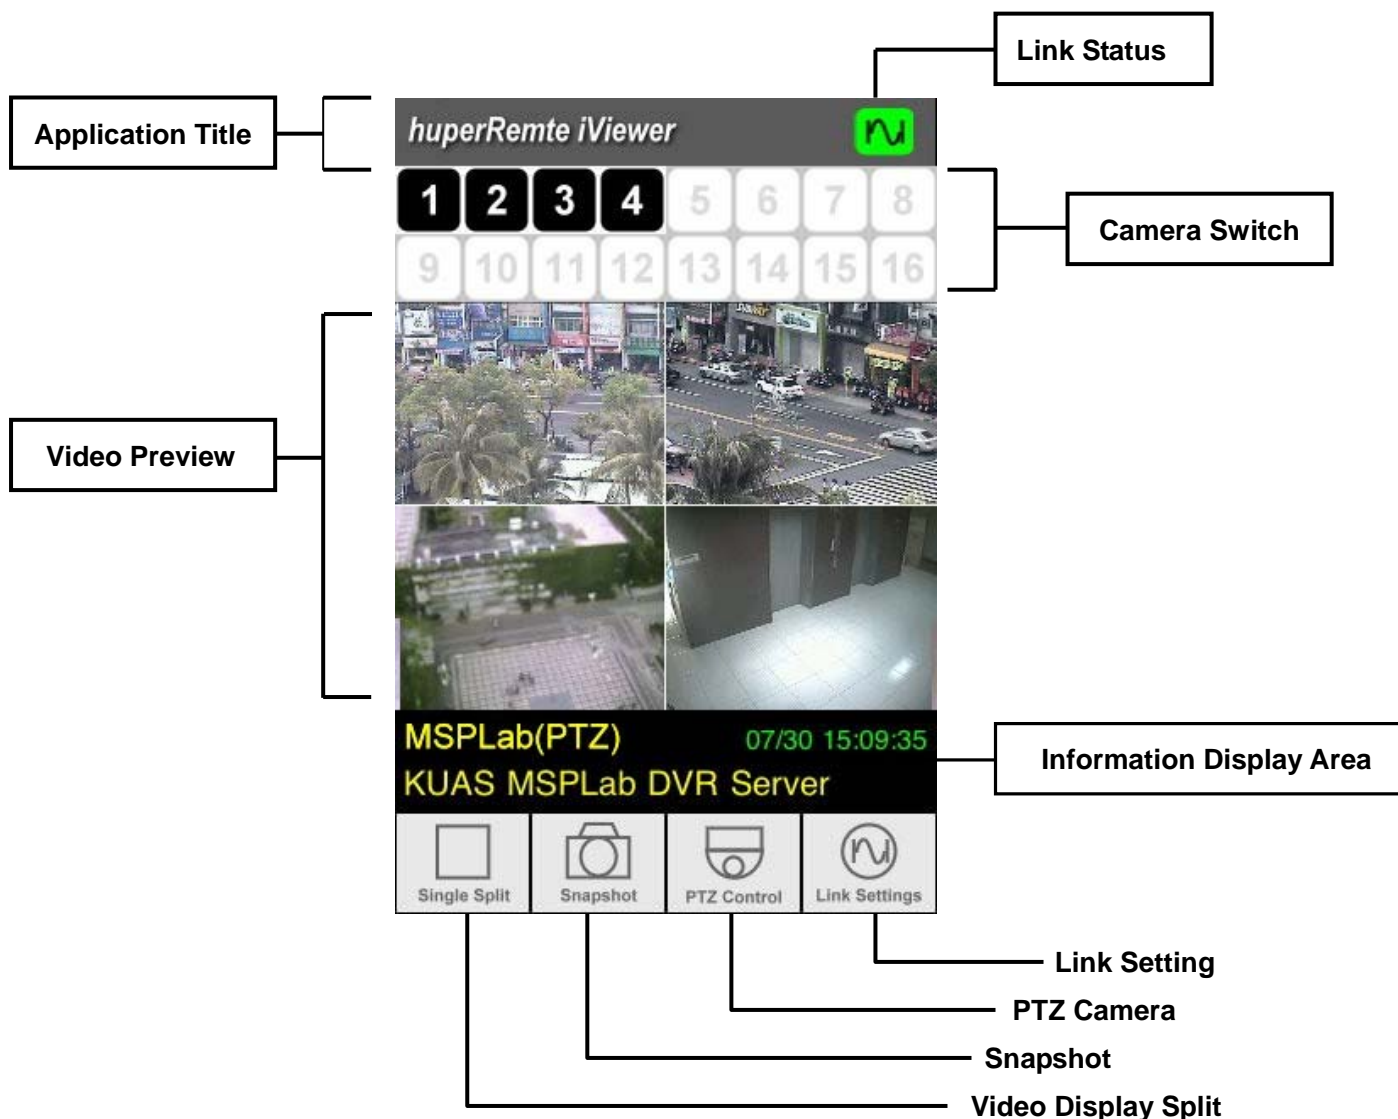 Link Status
Application Title
huperRemte iViewer
1 2 3 4 5 6 7 8
Camera Switch
9 10 11 12 13 14 15 16
SUBWAY
Video Preview
MSPLab(PTZ) 07/30 15:09:35
KUAS MSPLab DVR Server
Information Display Area
Single Split Snapshot PTZ Control Link Settings
Link Setting
PTZ Camera
Snapshot
Video Display Split